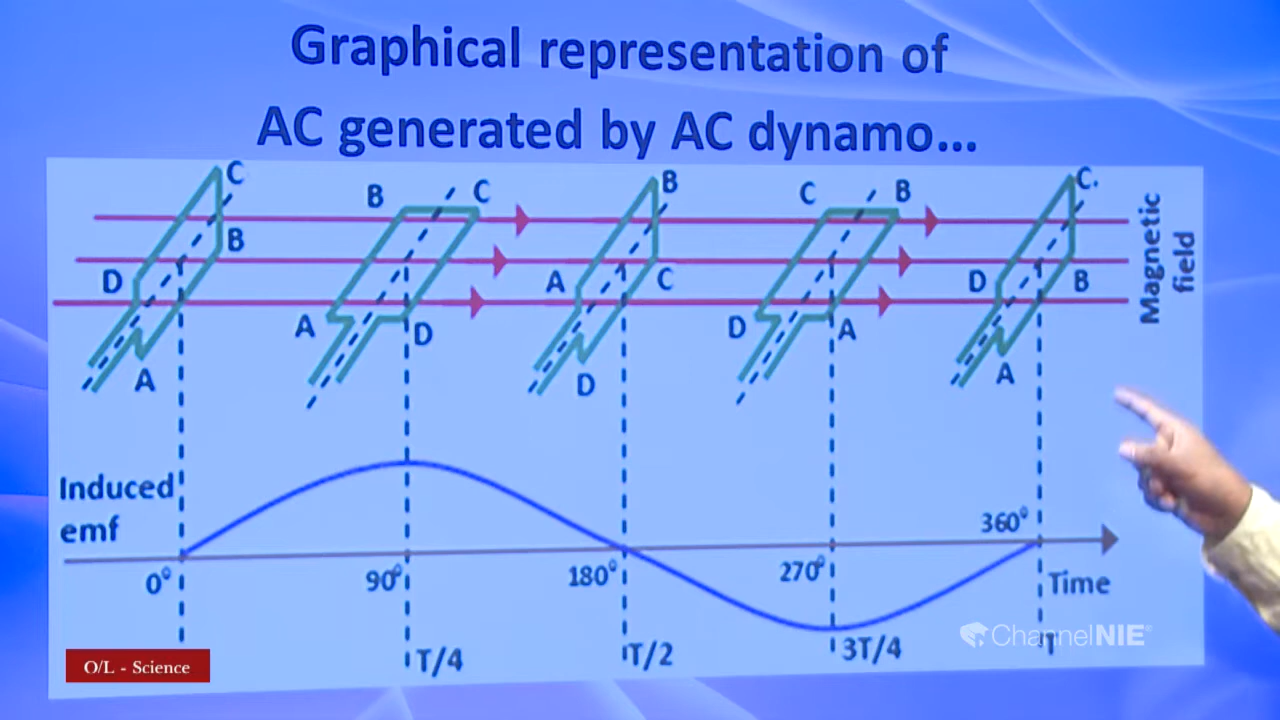 Graphical representation of
AC generated by AC dynamo...
C
B
D
A
B
C
A
D
B
A
C
D
C
B
D
A
C.
D
B
A
Magnetic
field
Induced
emf
0°
90°
180°
270°
360°
Time
T/4
T/2
3T/4
T
O/L - Science
ChannelNIE